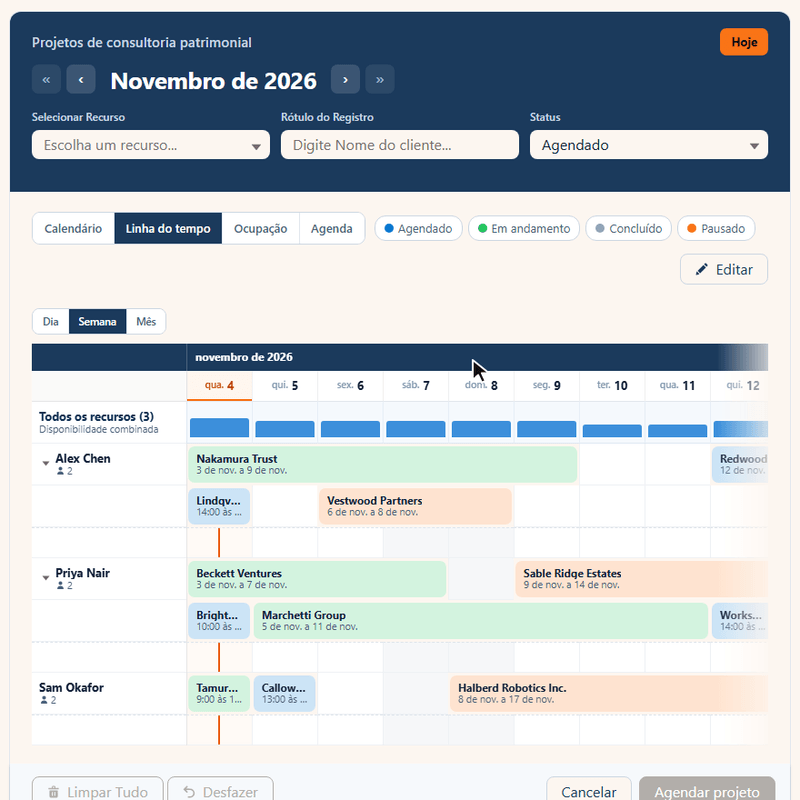 Projetos de consultoria patrimonial
Hoje
« ‹ Novembro de 2026 › »
Selecionar Recurso Rótulo do Registro Status
Escolha um recurso... Digite Nome do cliente... Agendado
Calendário Linha do tempo Ocupação Agenda Agendado Em andamento Concluído Pausado
Editar
Dia Semana Mês
novembro de 2026
qua. 4 qui. 5 sex. 6 sáb. 7 dom. 8 seg. 9 ter. 10 qua. 11 qui. 12
Todos os recursos (3)
Disponibilidade combinada
Alex Chen Nakamura Trust Redwood
2 3 de nov. a 9 de nov. 12 de nov.
Lindqv... Vestwood Partners
14:00 às ... 6 de nov. a 8 de nov.
Priya Nair Beckett Ventures Sable Ridge Estates
2 3 de nov. a 7 de nov. 9 de nov. a 14 de nov.
Bright... Marchetti Group Works...
10:00 às ... 5 de nov. a 11 de nov. 14:00 às ...
Sam Okafor Tamur... Callow... Halberd Robotics Inc.
2 9:00 às 1... 13:00 às ... 8 de nov. a 17 de nov.
Limpar Tudo Desfazer Cancelar Agendar projeto